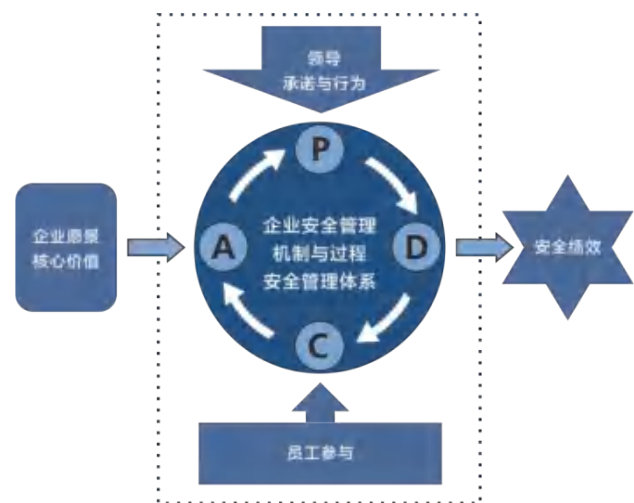 领导
承诺与行为
P
企业愿景
核心价值
A
企业安全管理
机制与过程
安全管理体系
D
安全绩效
C
员工参与